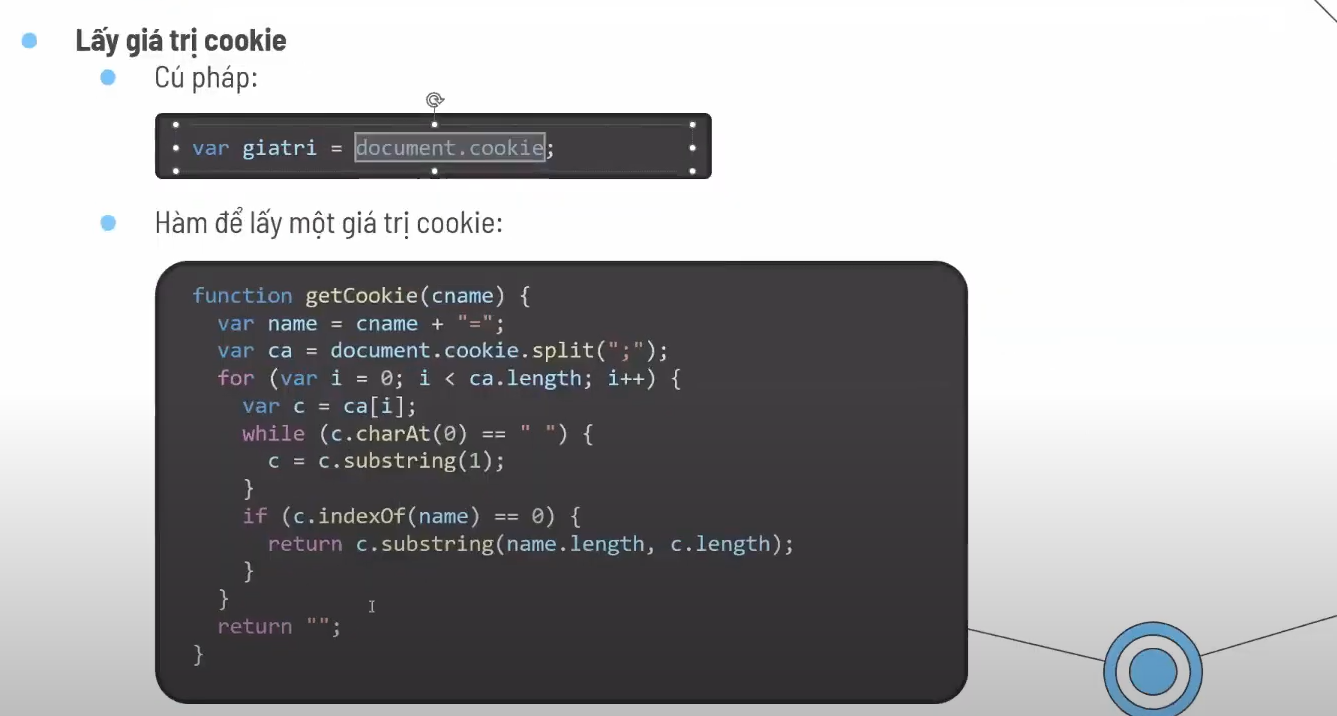 Lấy giá trị cookie
Cú pháp:
var giatri = document.cookie;
Hàm để lấy một giá trị cookie:
function getCookie(cname) {
var name = cname + "=";
var ca = document.cookie.split(";");
for (var i = 0; i < ca.length; i++) {
var c = ca[i];
while (c.charAt(0) == " ") {
c = c.substring(1);
}
if (c.indexOf(name) == 0) {
return c.substring(name.length, c.length);
}
}
return "";
}